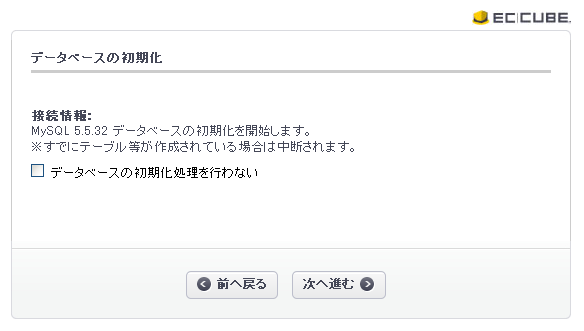 EC CUBE
データベースの初期化
接続情報:
MySQL 5.5.32 データベースの初期化を開始します。
※すでにテーブル等が作成されている場合は中断されます。
データベースの初期化処理を行わない
前へ戻る 次へ進む